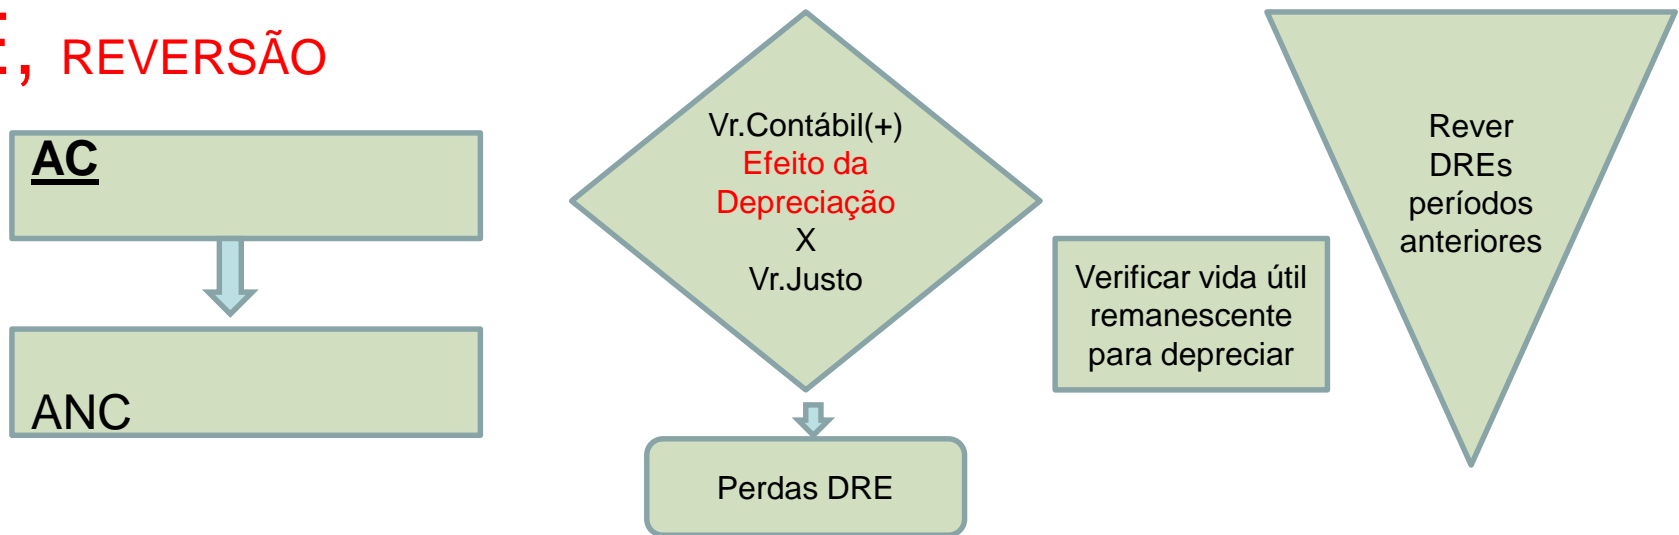 E, REVERSÃO
AC
ANC
Vr.Contábil(+)
Efeito da
Depreciação
X
Vr.Justo
Perdas DRE
Verificar vida útil
remanescente
para depreciar
Rever
DREs
períodos
anteriores